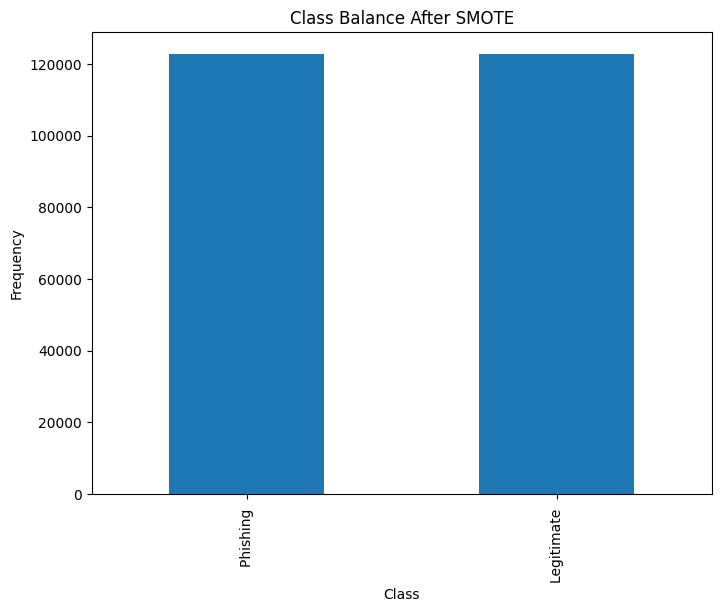 Class Balance After SMOTE
120000
100000
80000
60000
40000
20000
0
Frequency
Phishing
Legitimate
Class